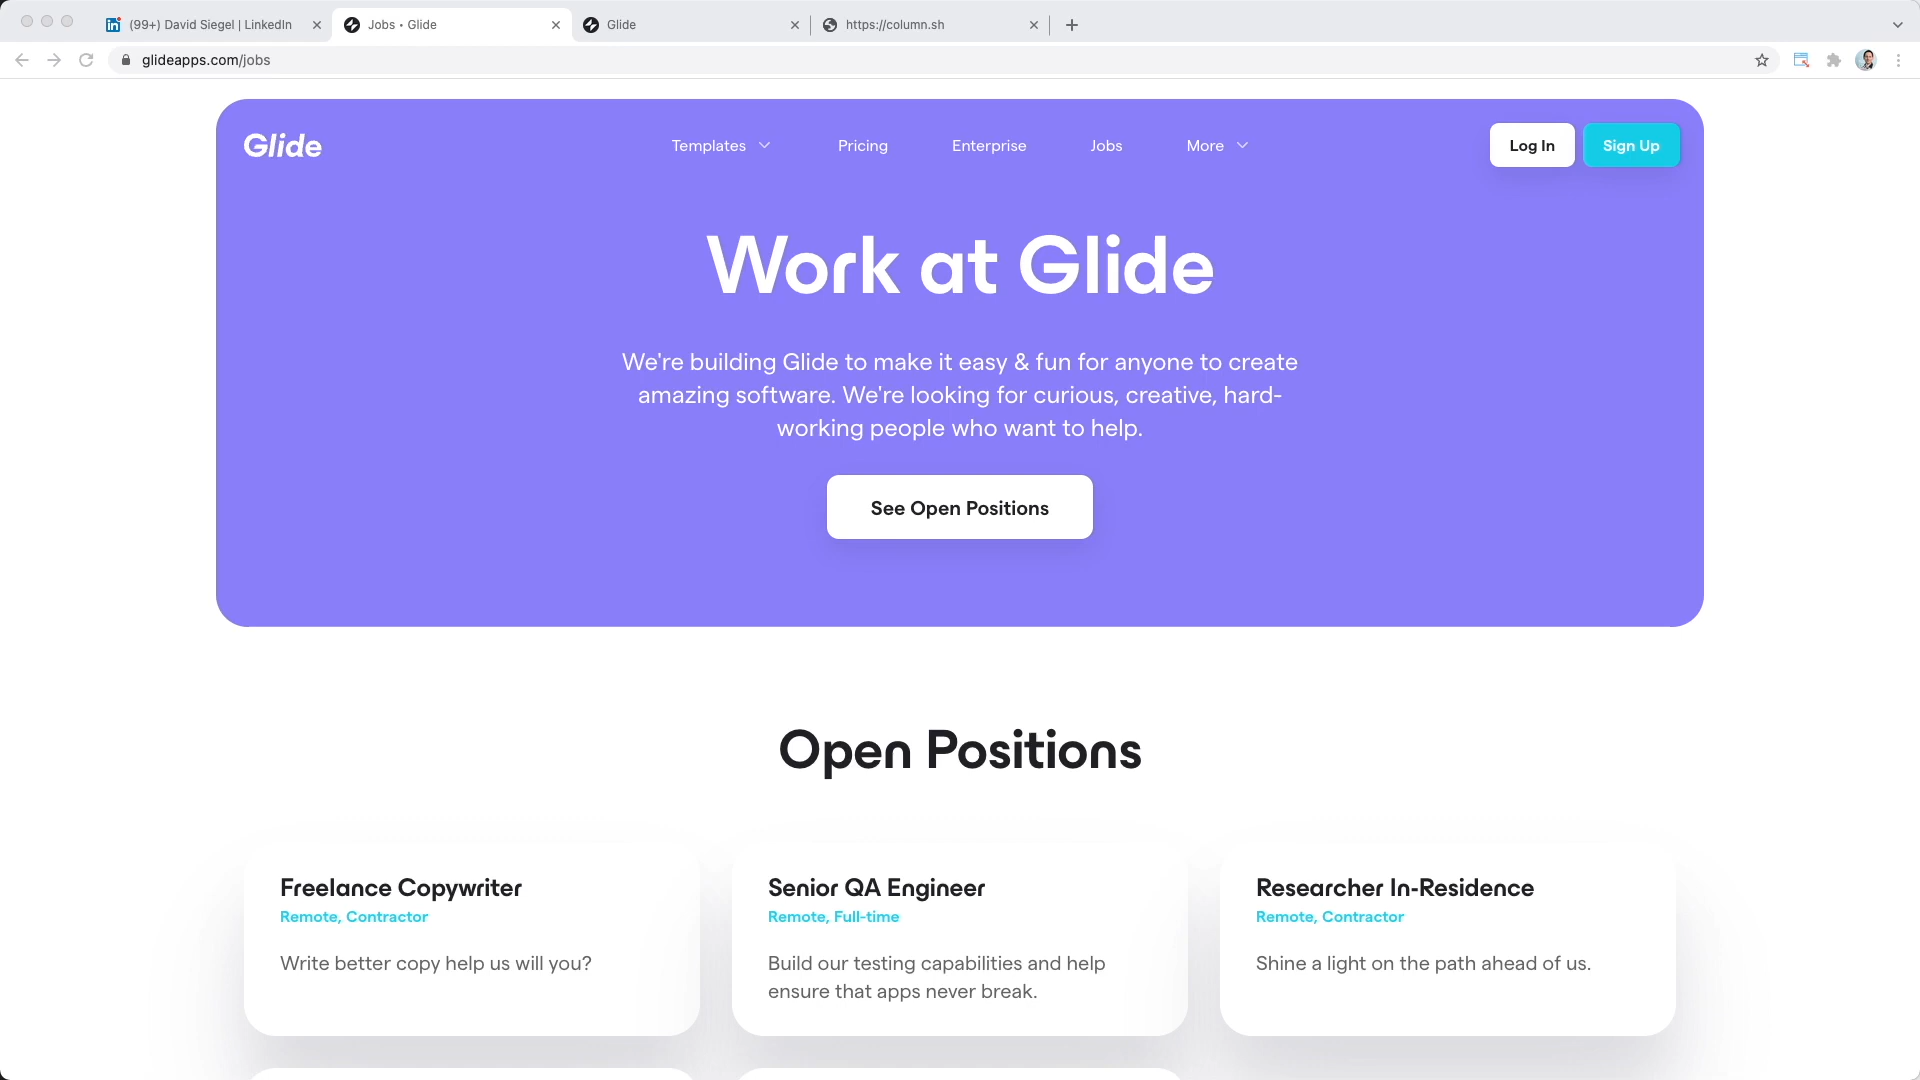 (99+) David Siegel | LinkedIn
Jobs • Glide
Glide
https://column.sh
glideapps.com/jobs
Glide
Templates
Pricing
Enterprise
Jobs
More
Log In
Sign Up
Work at Glide
We're building Glide to make it easy & fun for anyone to create
amazing software. We're looking for curious, creative, hard-
working people who want to help.
See Open Positions
Open Positions
Freelance Copywriter
Remote, Contractor
Write better copy help us will you?
Senior QA Engineer
Remote, Full-time
Build our testing capabilities and help
ensure that apps never break.
Researcher In-Residence
Remote, Contractor
Shine a light on the path ahead of us.